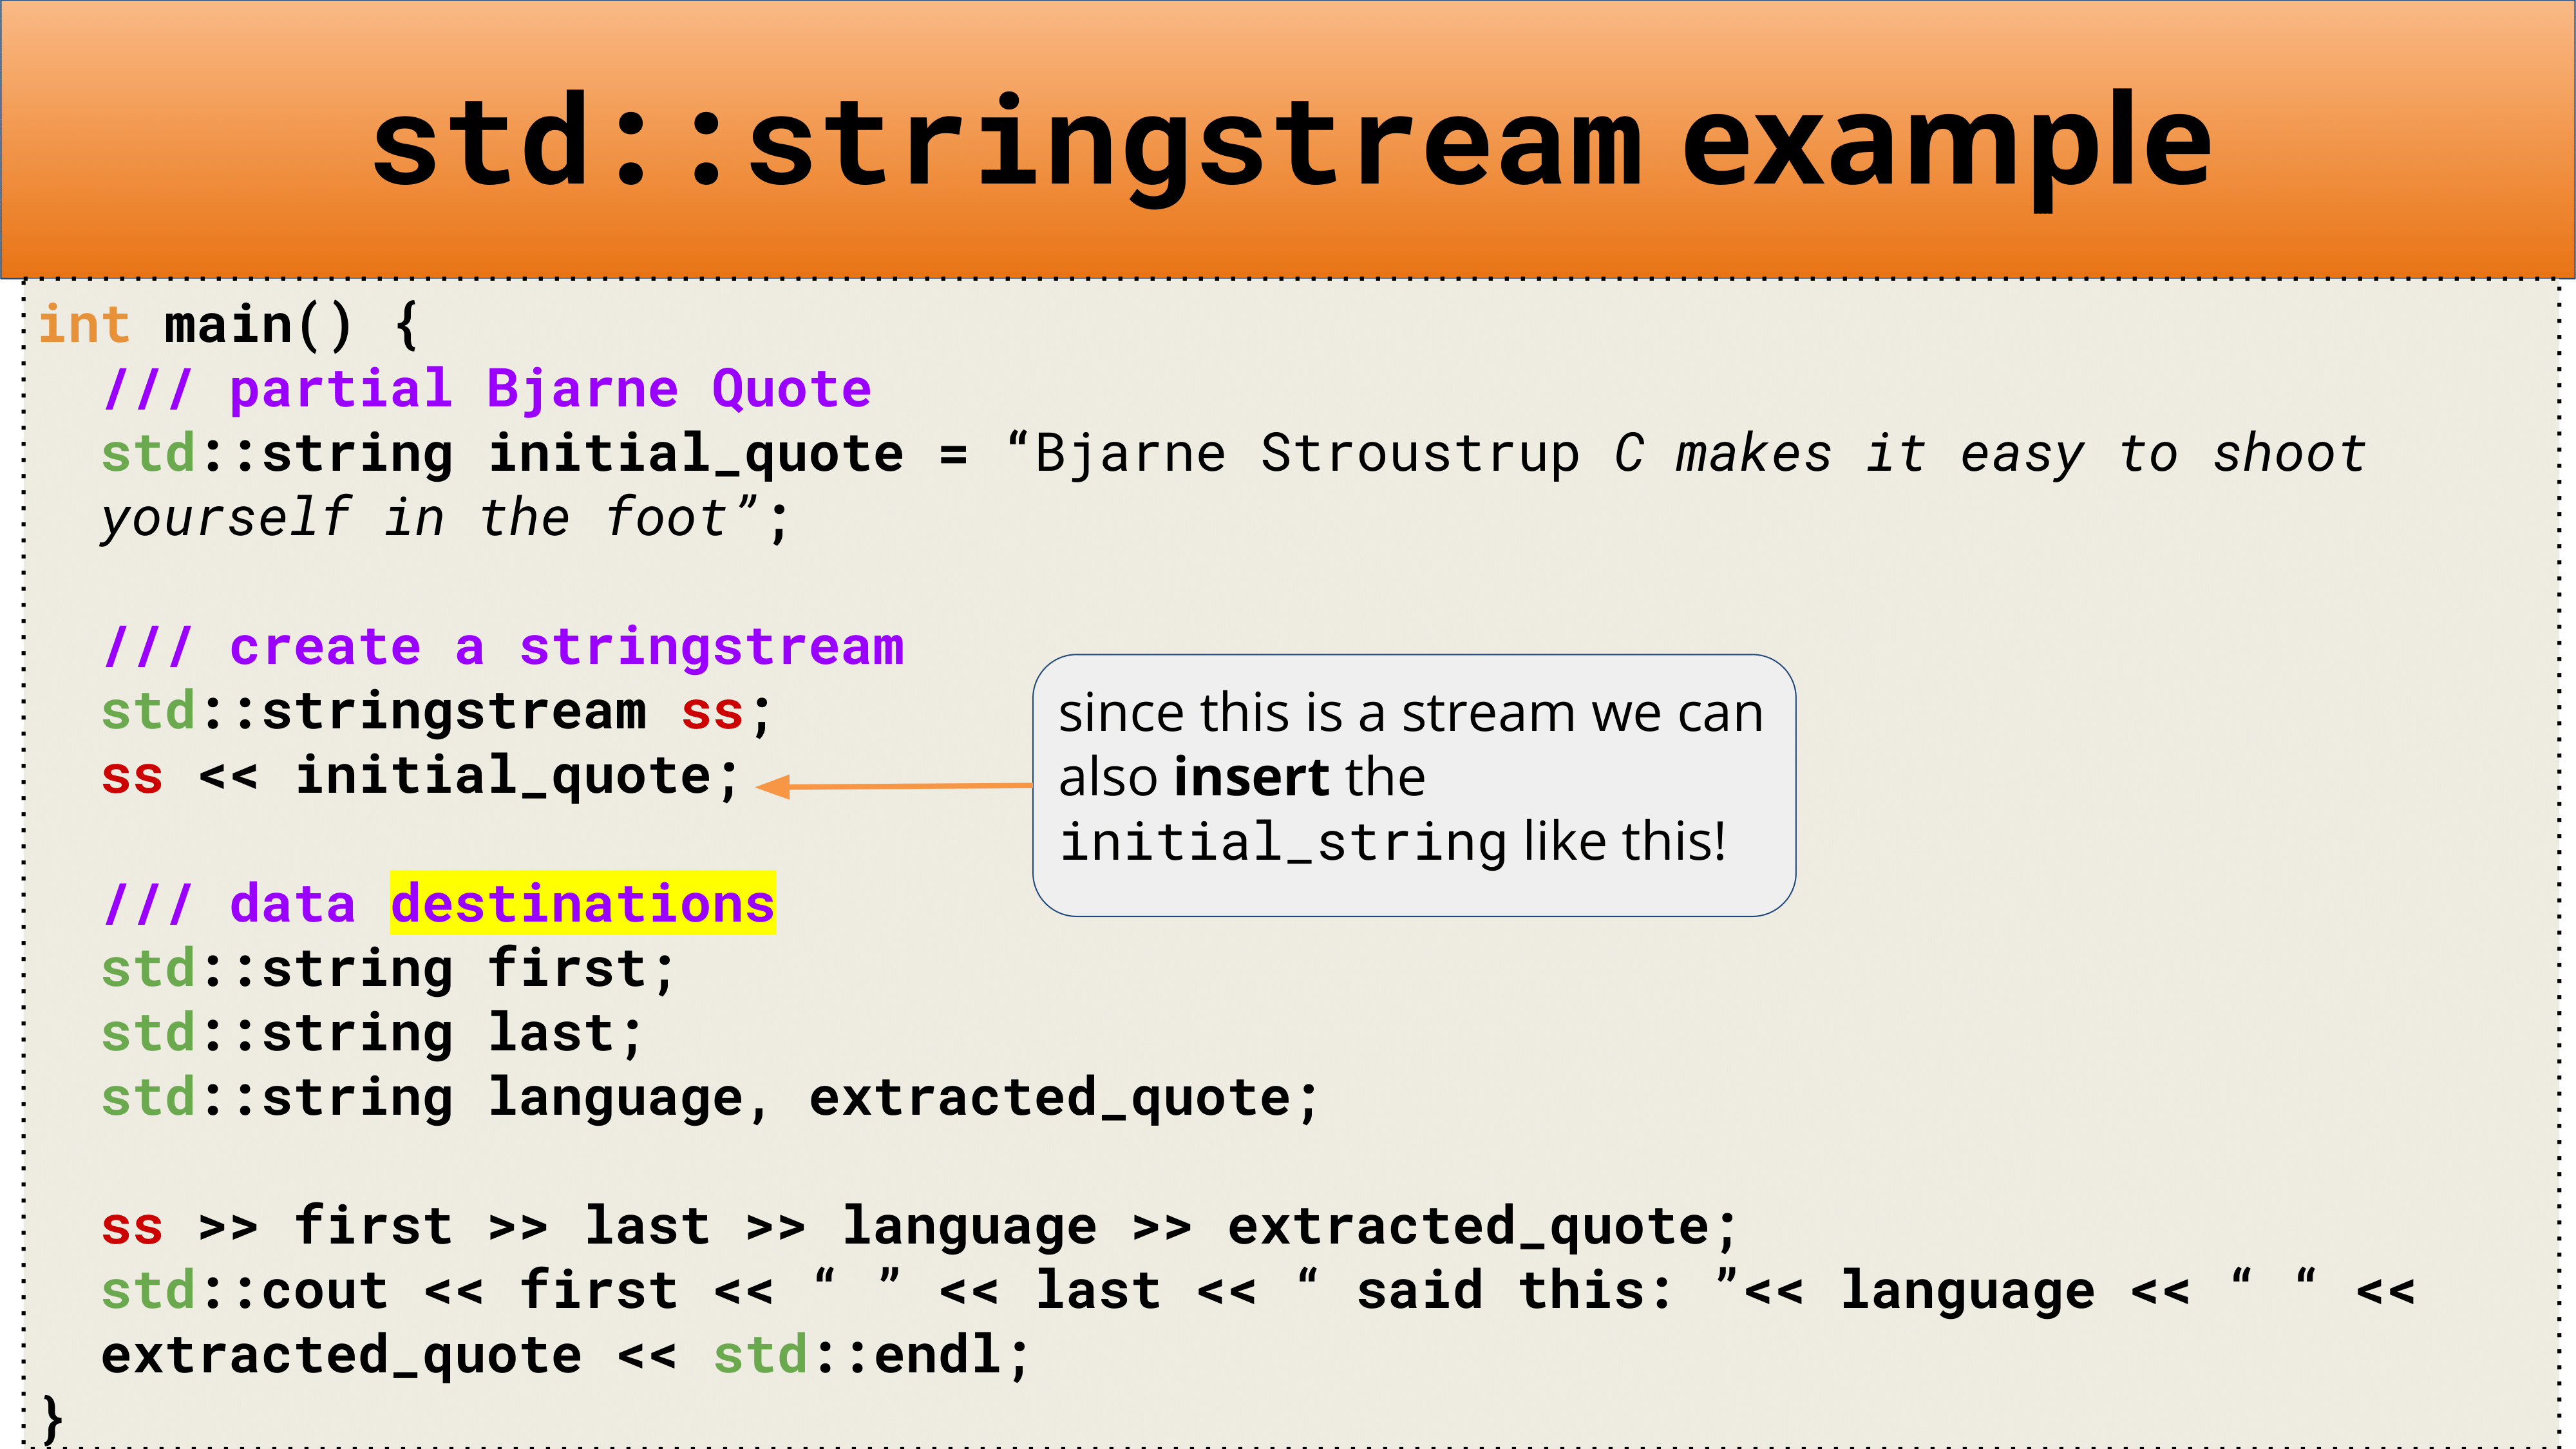 std::stringstream example
int main() {
/// partial Bjarne Quote
std::string initial_quote = “Bjarne Stroustrup C makes it easy to shoot
yourself in the foot”;
/// create a stringstream
std::stringstream ss;
ss << initial_quote;
since this is a stream we can
also insert the
initial_string like this!
/// data destinations
std::string first;
std::string last;
std::string language, extracted_quote;
ss >> first >> last >> language >> extracted_quote;
std::cout << first << “ ” << last << “ said this: ”<< language << “ “ <<
extracted_quote << std::endl;
}